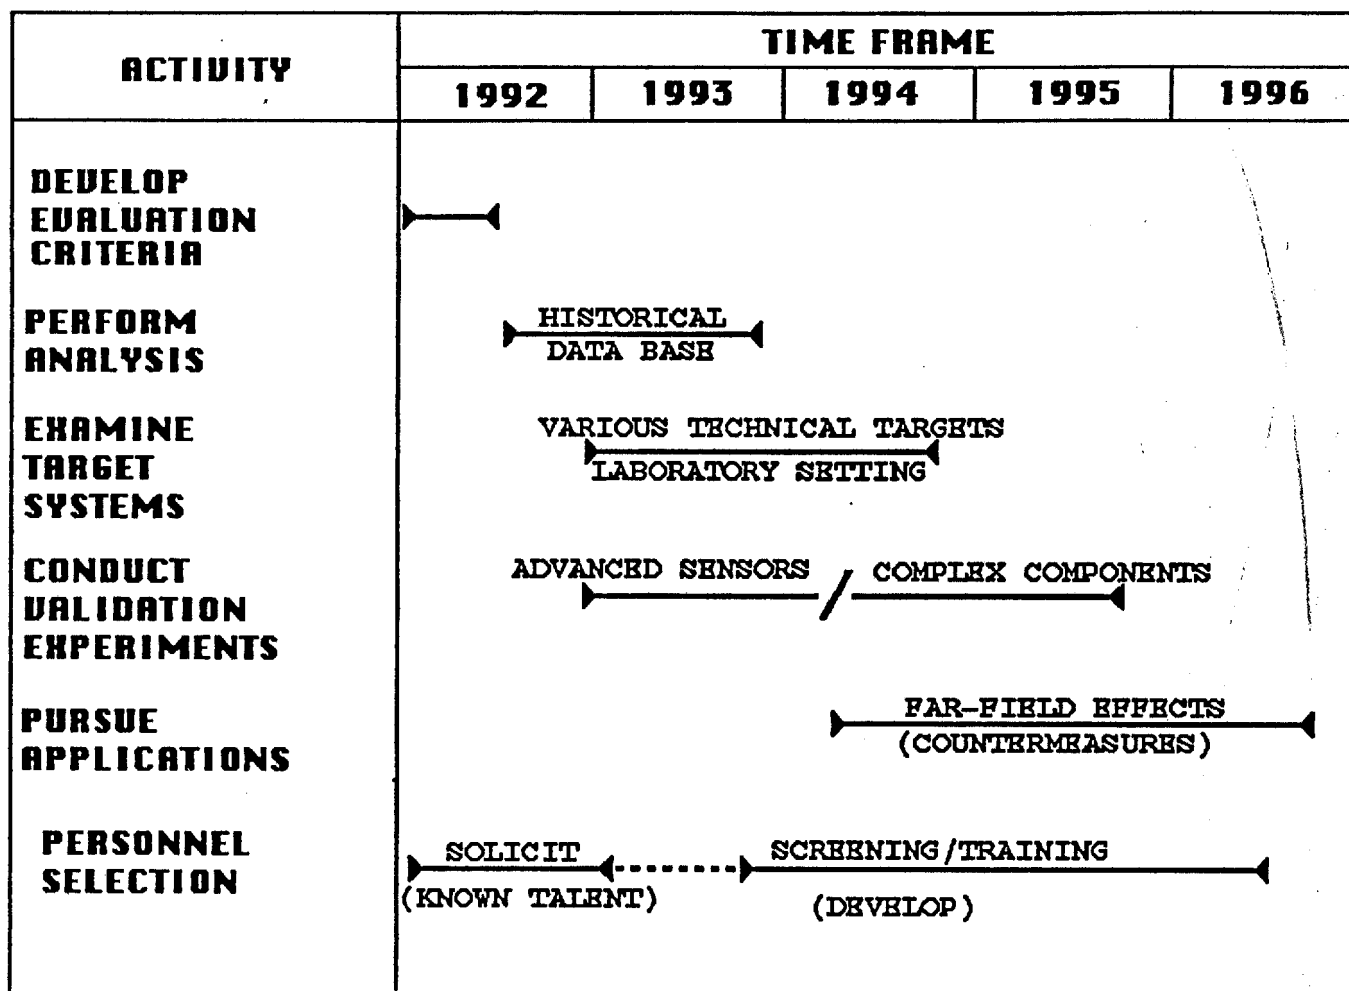 ACTIVITY
TIME FRAME
1992 1993 1994 1995 1996
DEVELOP
EVALUATION
CRITERIA
PERFORM
ANALYSIS
HISTORICAL
DATA BASE
EXAMINE
TARGET
SYSTEMS
VARIOUS TECHNICAL TARGETS
LABORATORY SETTING
CONDUCT
VALIDATION
EXPERIMENTS
ADVANCED SENSORS / COMPLEX COMPONENTS
PURSUE
APPLICATIONS
FAR-FIELD EFFECTS
(COUNTERMEASURES)
PERSONNEL
SELECTION
SOLICIT
(KNOWN TALENT)
SCREENING/TRAINING
(DEVELOP)